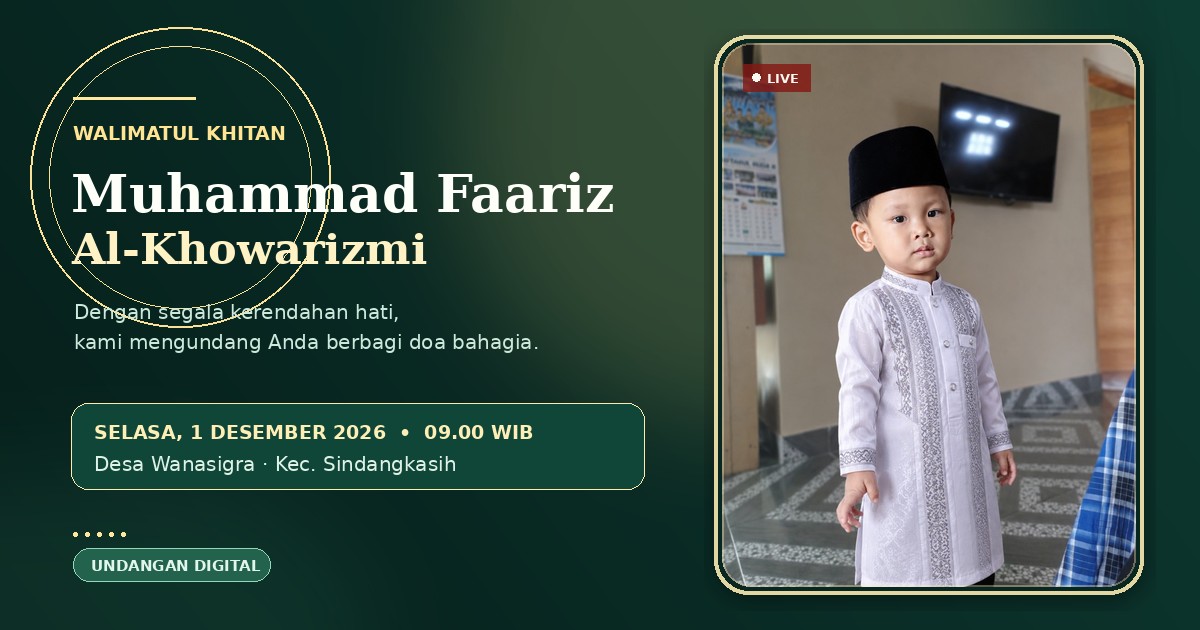 WALIMATUL KHITAN
Muhammad Faariz
Al-Khowarizmi
Dengan segala kerendahan hati,
kami mengundang Anda berbagi doa bahagia.
SELASA, 1 DESEMBER 2026 • 09.00 WIB
Desa Wanasigra · Kec. Sindangkasih
UNDANGAN DIGITAL
LIVE